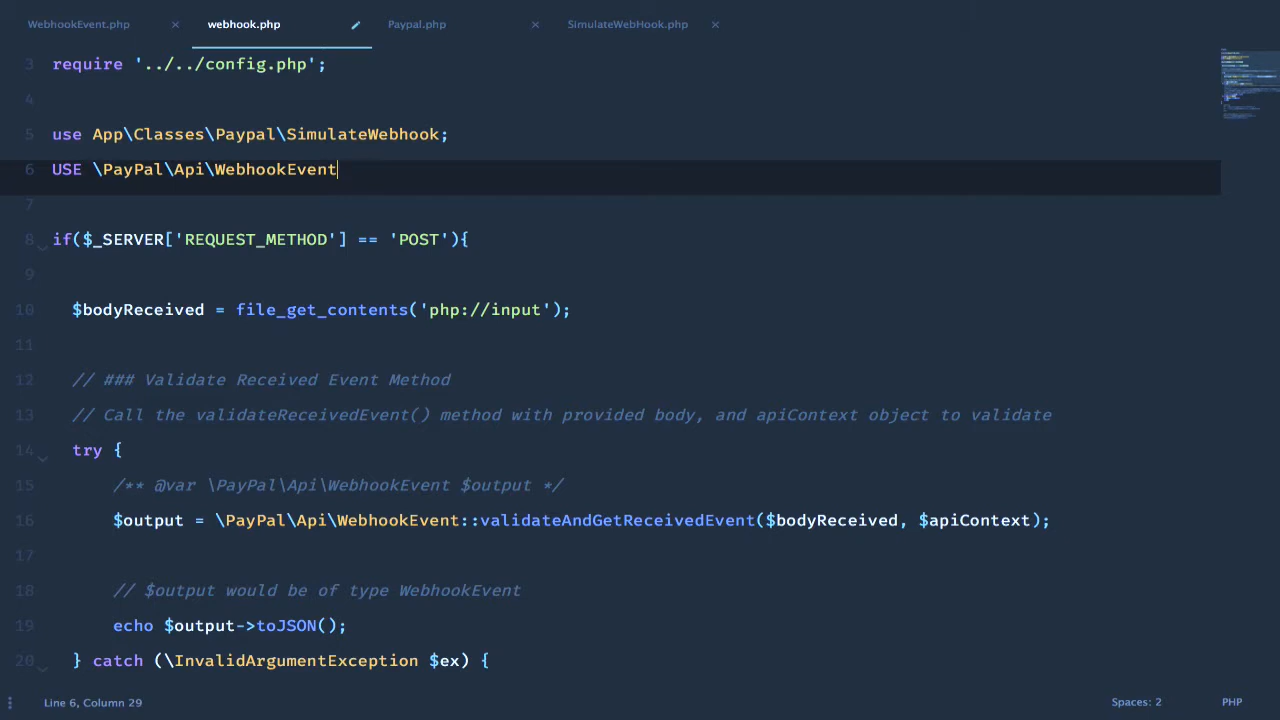 WebhookEvent.php × webhook.php Paypal.php × SimulateWebHook.php ×
3 require '../../config.php';
4
5 use App\Classes\Paypal\SimulateWebhook;
6 USE \PayPal\Api\WebhookEvent
7
8 if($_SERVER['REQUEST_METHOD'] == 'POST'){
9
10 $bodyReceived = file_get_contents('php://input');
11
12 // ### Validate Received Event Method
13 // Call the validateReceivedEvent() method with provided body, and apiContext object to validate
14 try {
15 /** @var \PayPal\Api\WebhookEvent $output */
16 $output = \PayPal\Api\WebhookEvent::validateAndGetReceivedEvent($bodyReceived, $apiContext);
17
18 // $output would be of type WebhookEvent
19 echo $output->toJSON();
20 } catch (\InvalidArgumentException $ex) {
Line 6, Column 29 Spaces: 2 PHP